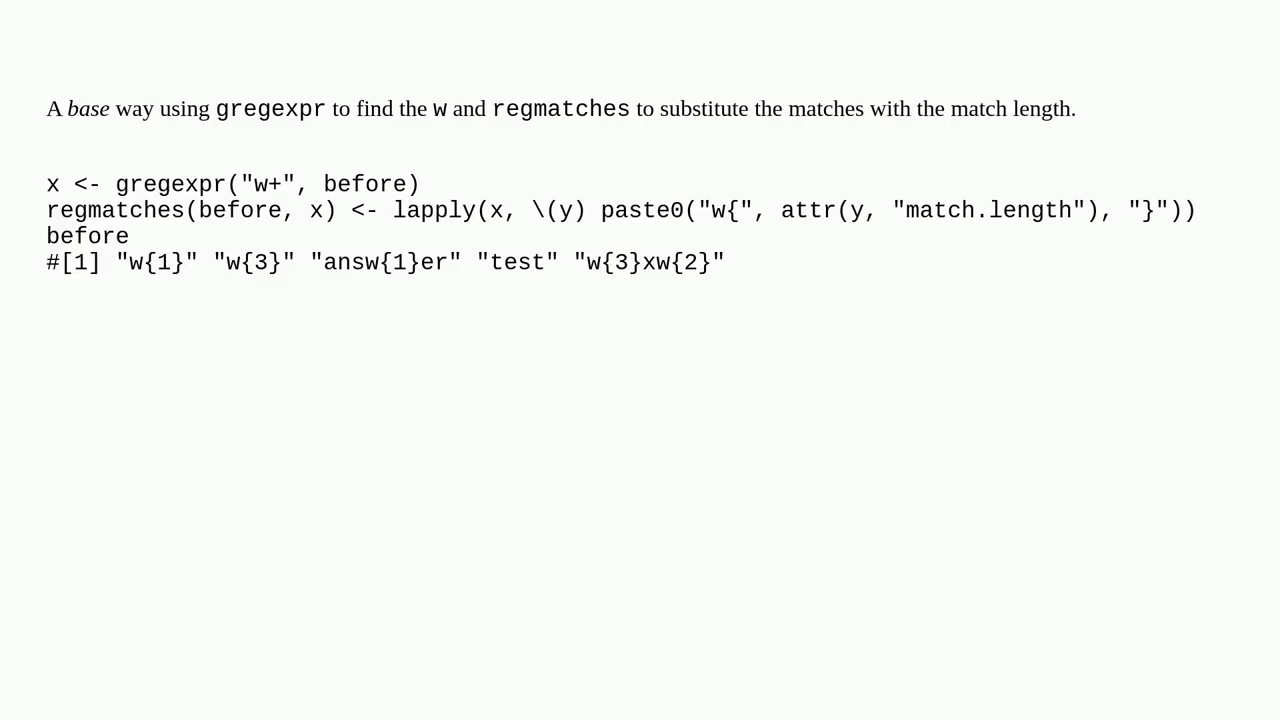 A base way using gregexpr to find the w and regmatches to substitute the matches with the match length.
x <- gregexpr("w+", before)
regmatches(before, x) <- lapply(x, \(y) paste0("w{", attr(y, "match.length"), "}"))
before
#[1] "w{1}" "w{3}" "answ{1}er" "test" "w{3}xw{2}"